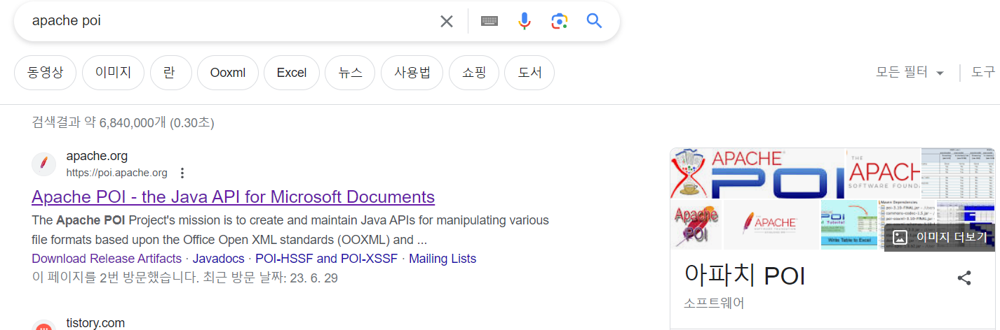 apache poi
동영상 이미지 란 Ooxml Excel 뉴스 사용법 쇼핑 도서 모든 필터 도구
검색결과 약 6,840,000개 (0.30초)
apache.org
https://poi.apache.org
Apache POI - the Java API for Microsoft Documents
The Apache POI Project's mission is to create and maintain Java APIs for manipulating various
file formats based upon the Office Open XML standards (OOXML) and ...
Download Release Artifacts · Javadocs · POI-HSSF and POI-XSSF · Mailing Lists
이 페이지를 2번 방문했습니다. 최근 방문 날짜: 23. 6. 29
tistory.com
APACHE
POI
THE
APACH
SOFTWARE FOUND
Apache
POI
APACHE
Write Table to Excel
Maven Dependencies
이미지 더보기
아파치 POI
소프트웨어